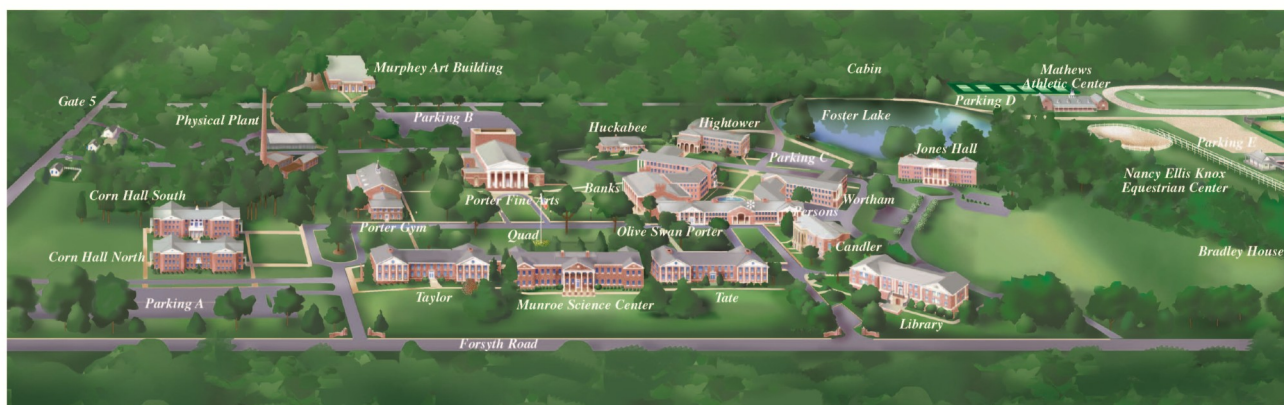 Murphey Art Building
Cabin
Mathews
Athletic Center
Gate 5
Parking D
Physical Plant
Parking B
Foster Lake
Huckabee
Hightower
Jones Hall
Parking C
Parking E
Nancy Ellis Knox
Equestrian Center
Corn Hall South
Banks
Porter Fine Arts
Wortham
Persons
Porter Gym
Quad
Olive Swan Porter
Candler
Bradley House
Corn Hall North
Parking A
Taylor
Munroe Science Center
Tate
Library
Forsyth Road